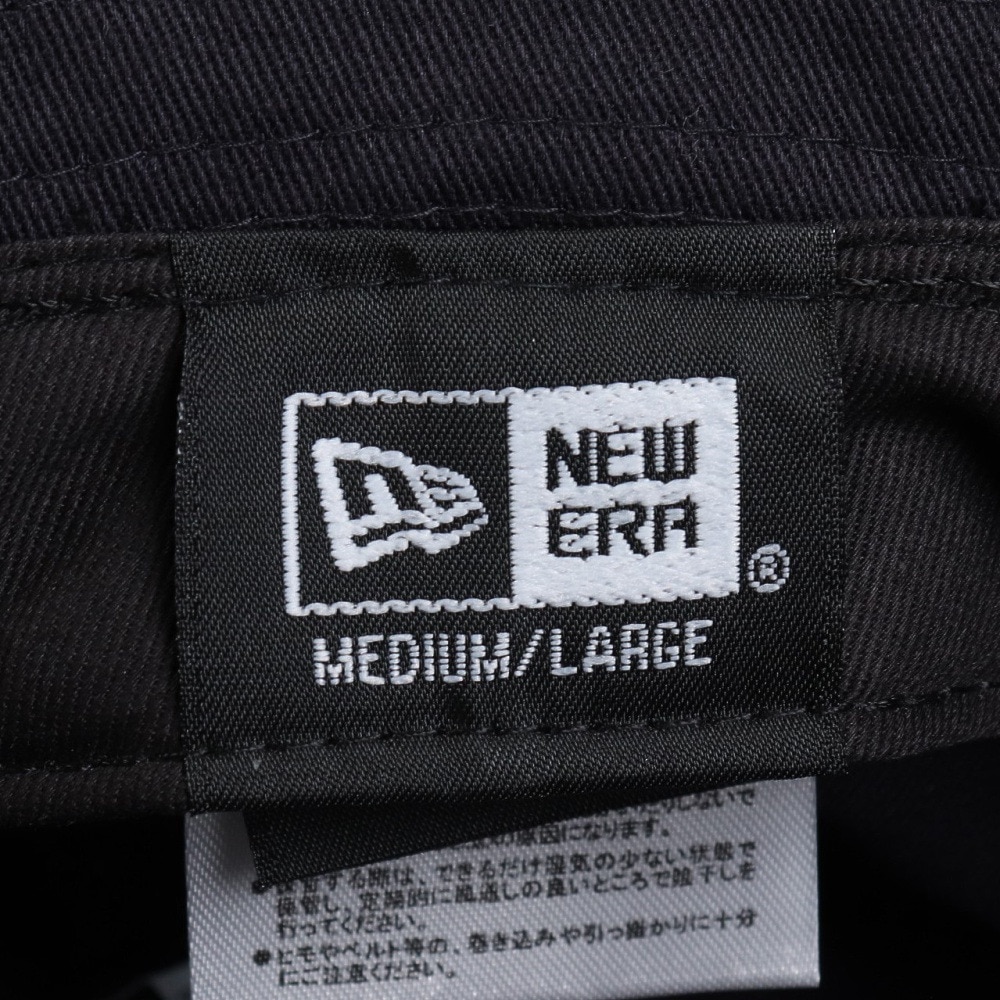 NEW
ERA
®
MEDIUM/LARGE
しないで
の原因になります。
保管する際は、できるだけ湿気の少ない状態で
保管し、定期的に風通しの良いところで陰干しを
行ってください。
●ヒモやベルト等の、巻き込みや引っ掛かりに十分
にご注意ください。